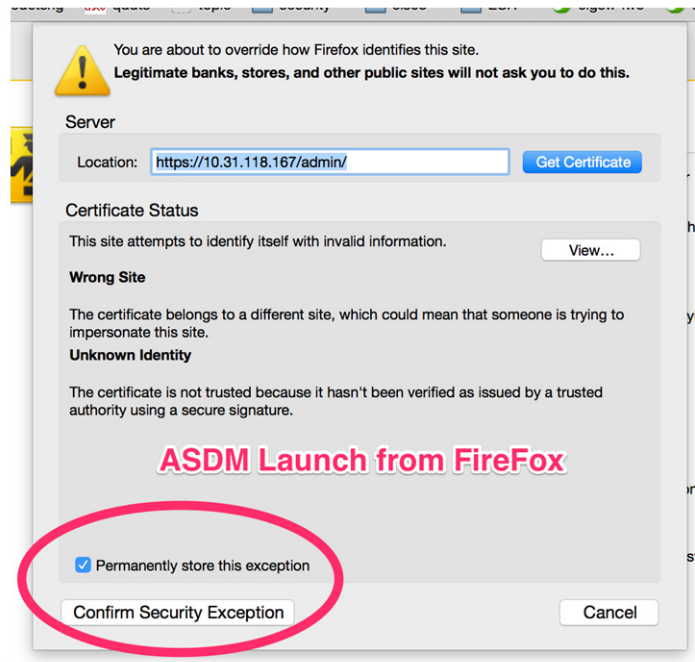 topic
You are about to override how Firefox identifies this site.
Legitimate banks, stores, and other public sites will not ask you to do this.
Server
Location: https://10.31.118.167/admin/ Get Certificate
Certificate Status
This site attempts to identify itself with invalid information.
View...
Wrong Site
The certificate belongs to a different site, which could mean that someone is trying to
impersonate this site.
Unknown Identity
The certificate is not trusted because it hasn't been verified as issued by a trusted
authority using a secure signature.
ASDM Launch from FireFox
Permanently store this exception
Confirm Security Exception Cancel